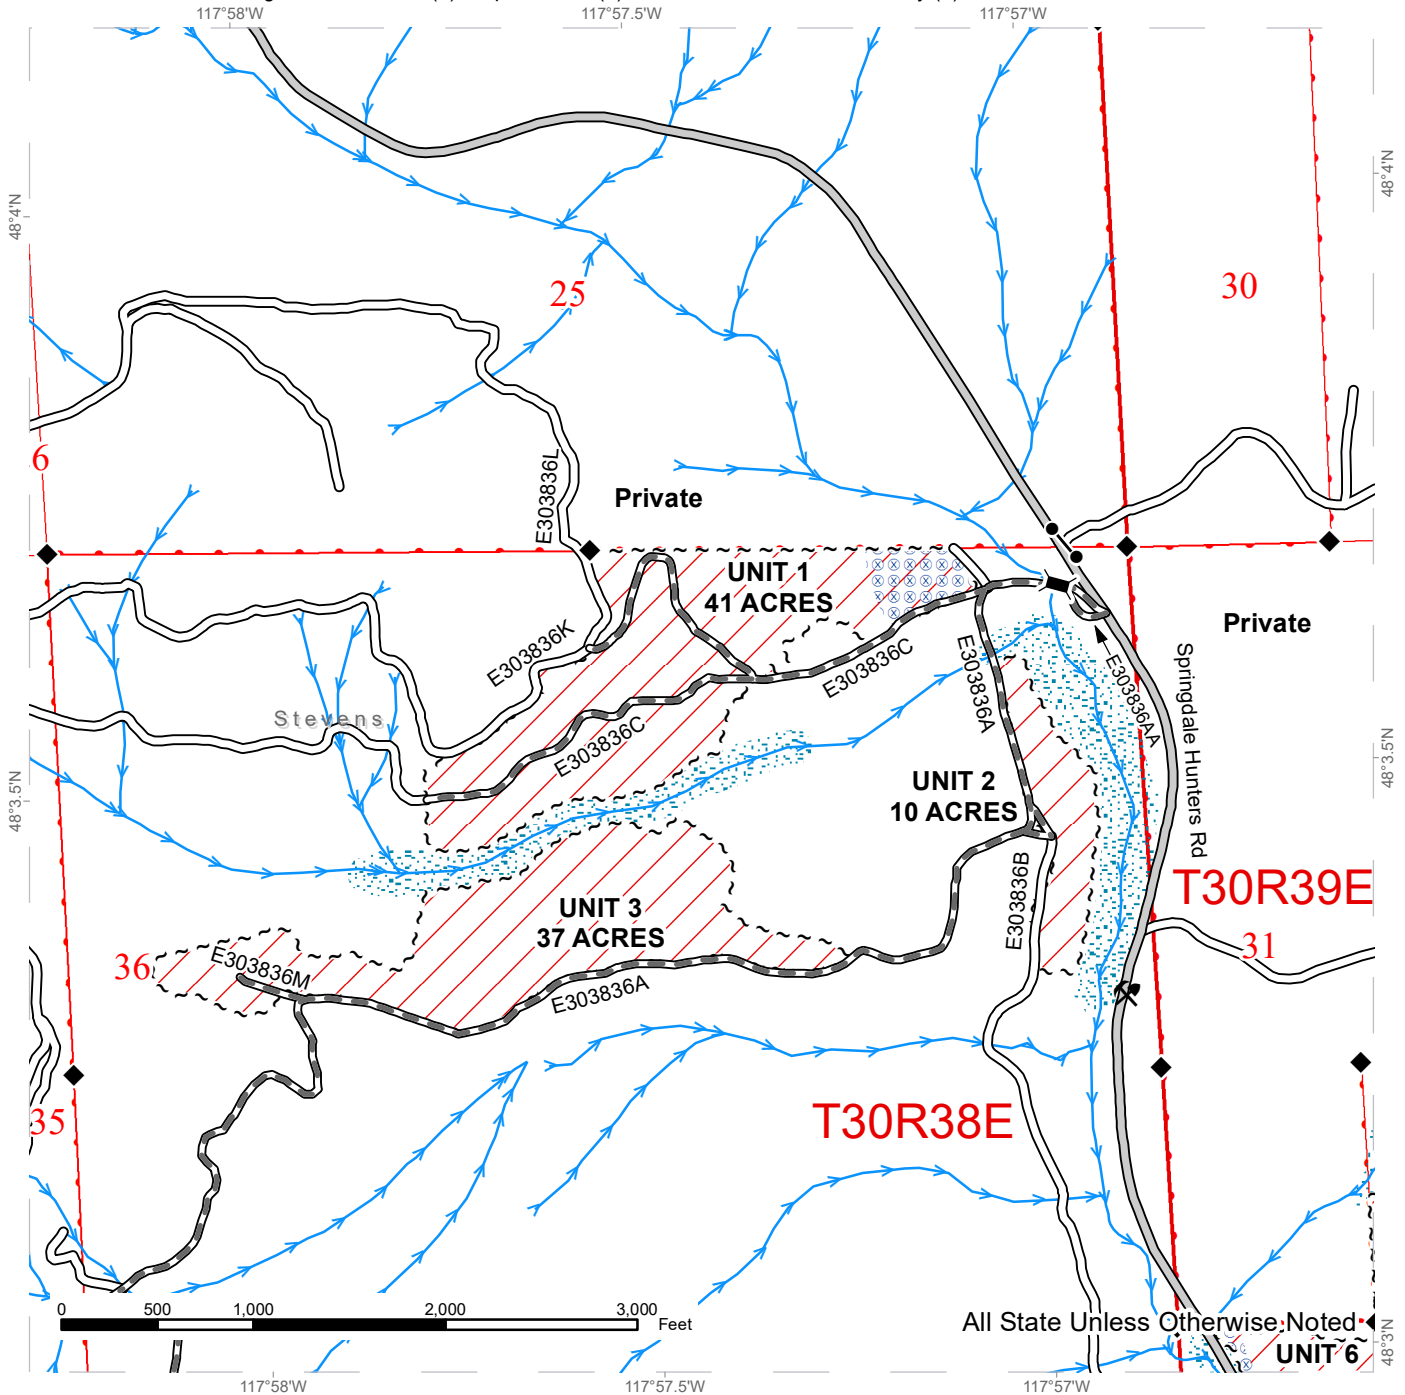 117°58'W
117°57.5'W
117°57'W
48°4'N
48°4'N
25
30
6
E303836L
Private
UNIT 1
41 ACRES
Private
E303836K
E303836C
E303836A
E303836AA
Springdale Hunters Rd
Stevens
E303836C
UNIT 2
10 ACRES
48°3.5'N
48°3.5'N
E303836B
T30R39E
UNIT 3
37 ACRES
31
36
E303836M
E303836A
35
T30R38E
0
500
1,000
2,000
3,000
Feet
All State Unless Otherwise Noted
UNIT 6
48°3'N
117°58'W
117°57.5'W
117°57'W